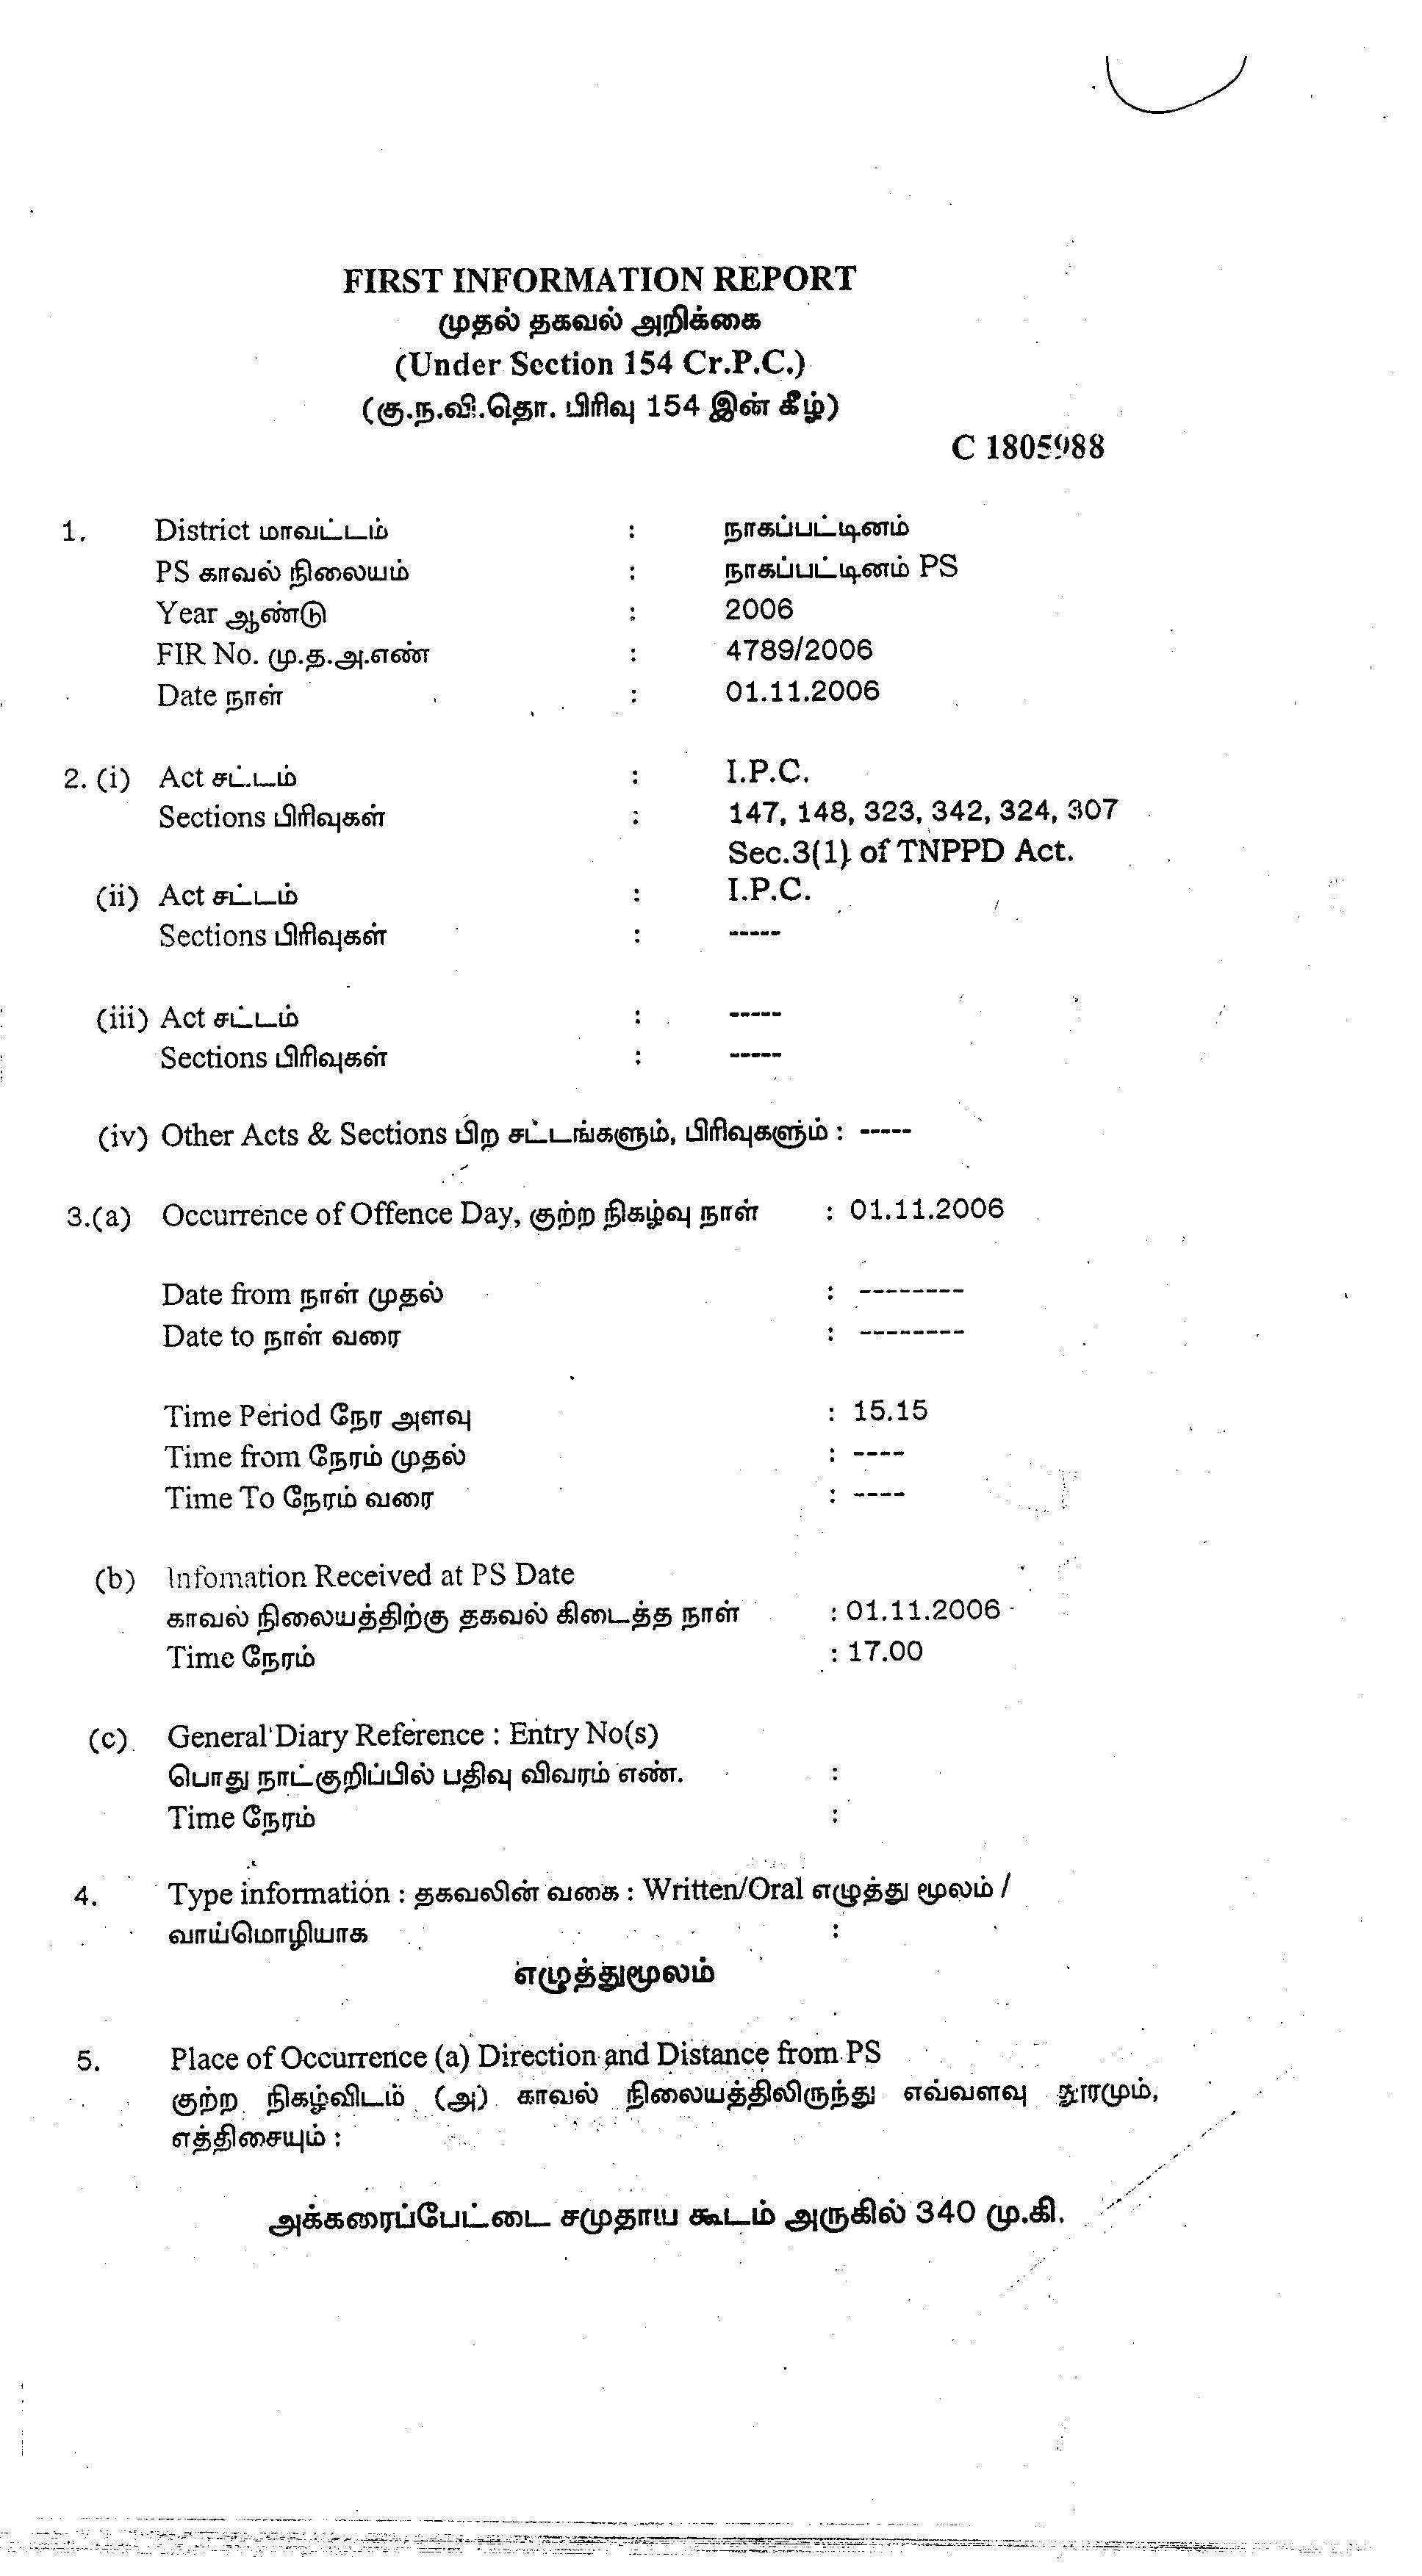 FIRST INFORMATION REPORT
முதல் தகவல் அறிக்கை
(Under Section 154 Cr.P.C.)
(கு.ந.வி.தொ. பிரிவு 154 இன் கீழ்)
C 1805988
1. District மாவட்டம் : நாகப்பட்டினம்
PS காவல் நிலையம் : நாகப்பட்டினம் PS
Year ஆண்டு : 2006
FIR No. மு.த.அ.எண் : 4789/2006
Date நாள் : 01.11.2006
2. (i) Act சட்டம் : I.P.C.
Sections பிரிவுகள் : 147, 148, 323, 342, 324, 307
Sec.3(1) of TNPPD Act.
(ii) Act சட்டம் : I.P.C.
Sections பிரிவுகள் : -----
(iii) Act சட்டம் : -----
Sections பிரிவுகள் : -----
(iv) Other Acts & Sections பிற சட்டங்களும், பிரிவுகளும் : -----
3.(a) Occurrence of Offence Day, குற்ற நிகழ்வு நாள் : 01.11.2006
Date from நாள் முதல் : --------
Date to நாள் வரை : --------
Time Period நேர அளவு : 15.15
Time from நேரம் முதல் : ----
Time To நேரம் வரை : ----
(b) Infomation Received at PS Date
காவல் நிலையத்திற்கு தகவல் கிடைத்த நாள் : 01.11.2006
Time நேரம் : 17.00
(c) General Diary Reference : Entry No(s)
பொது நாட்குறிப்பில் பதிவு விவரம் எண். :
Time நேரம் :
4. Type information : தகவலின் வகை : Written/Oral எழுத்து மூலம் /
வாய்மொழியாக :
எழுத்துமூலம்
5. Place of Occurrence (a) Direction and Distance from PS
குற்ற நிகழ்விடம் (அ) காவல் நிலையத்திலிருந்து எவ்வளவு தூரமும்,
எத்திசையும் :
அக்கரைப்பேட்டை சமுதாய கூடம் அருகில் 340 மு.கி.